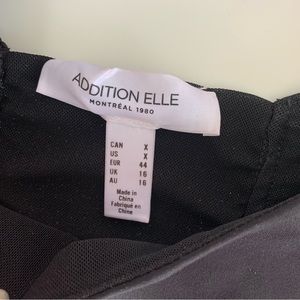 ADDITION ELLE
MONTRÉAL 1980
CAN X
US X
EUR 44
UK 16
AU 16
Made in
China
Fabriqué en
Chine